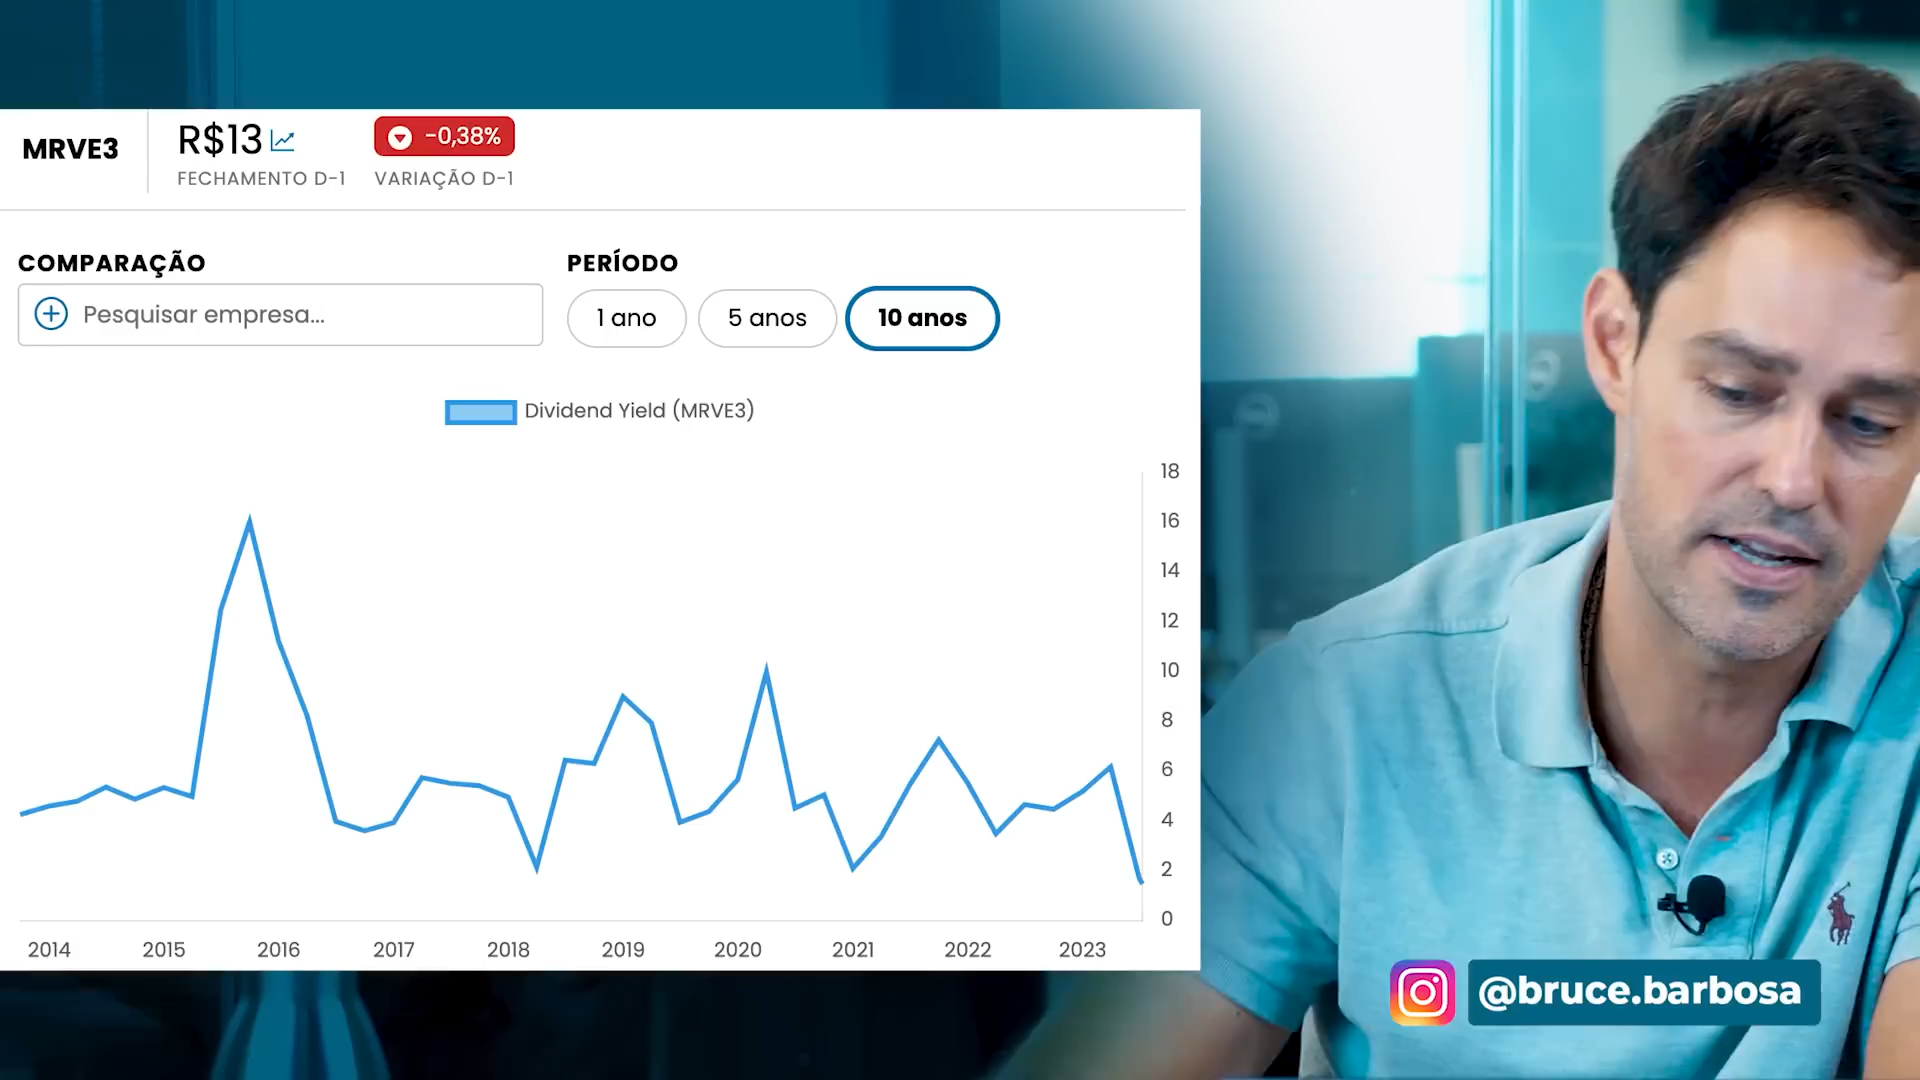 MRVE3
R$13
-0,38%
FECHAMENTO D-1
VARIAÇÃO D-1
COMPARAÇÃO
PERÍODO
Pesquisar empresa...
1 ano
5 anos
10 anos
Dividend Yield (MRVE3)
18
16
14
12
10
8
6
4
2
0
2014 2015 2016 2017 2018 2019 2020 2021 2022 2023
@bruce.barbosa